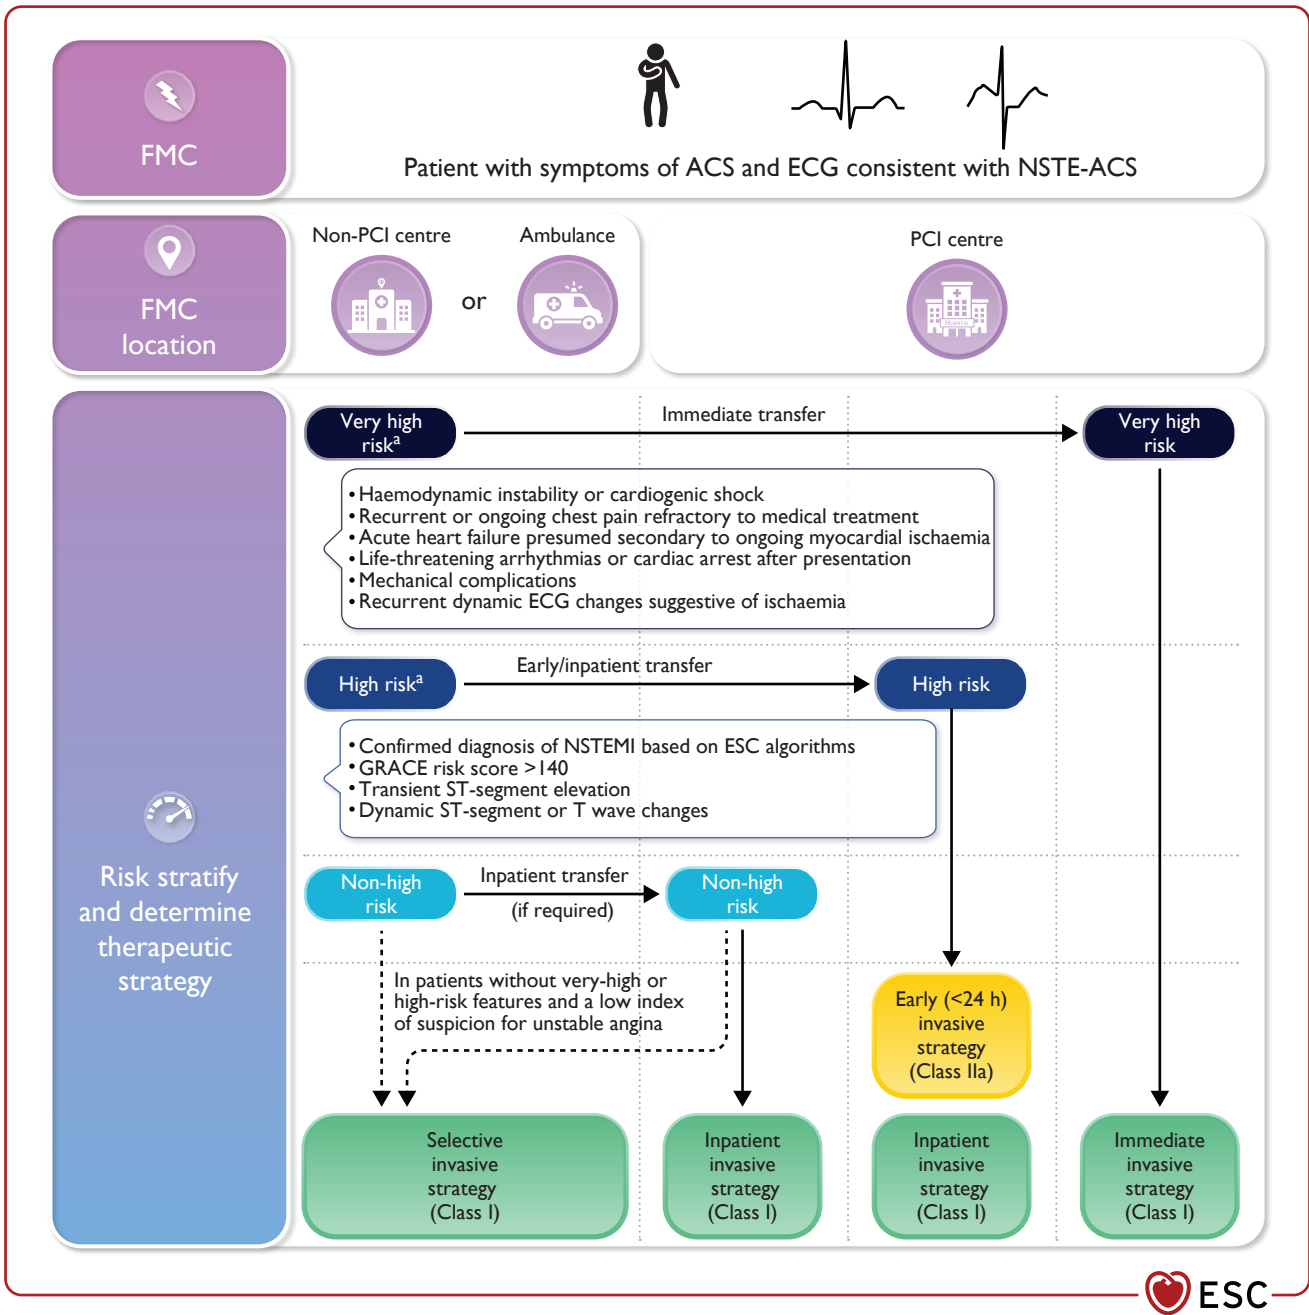 FMC
Patient with symptoms of ACS and ECG consistent with NSTE-ACS
FMC
location
Non-PCI centre
or
Ambulance
PCI centre
HOSPITAL
Risk stratify
and determine
therapeutic
strategy
Very high
riskᵃ
Immediate transfer
Very high
risk
• Haemodynamic instability or cardiogenic shock
• Recurrent or ongoing chest pain refractory to medical treatment
• Acute heart failure presumed secondary to ongoing myocardial ischaemia
• Life-threatening arrhythmias or cardiac arrest after presentation
• Mechanical complications
• Recurrent dynamic ECG changes suggestive of ischaemia
High riskᵃ
Early/inpatient transfer
High risk
• Confirmed diagnosis of NSTEMI based on ESC algorithms
• GRACE risk score >140
• Transient ST-segment elevation
• Dynamic ST-segment or T wave changes
Non-high
risk
Inpatient transfer
(if required)
Non-high
risk
In patients without very-high or
high-risk features and a low index
of suspicion for unstable angina
Early (<24 h)
invasive
strategy
(Class IIa)
Selective
invasive
strategy
(Class I)
Inpatient
invasive
strategy
(Class I)
Inpatient
invasive
strategy
(Class I)
Immediate
invasive
strategy
(Class I)
ESC